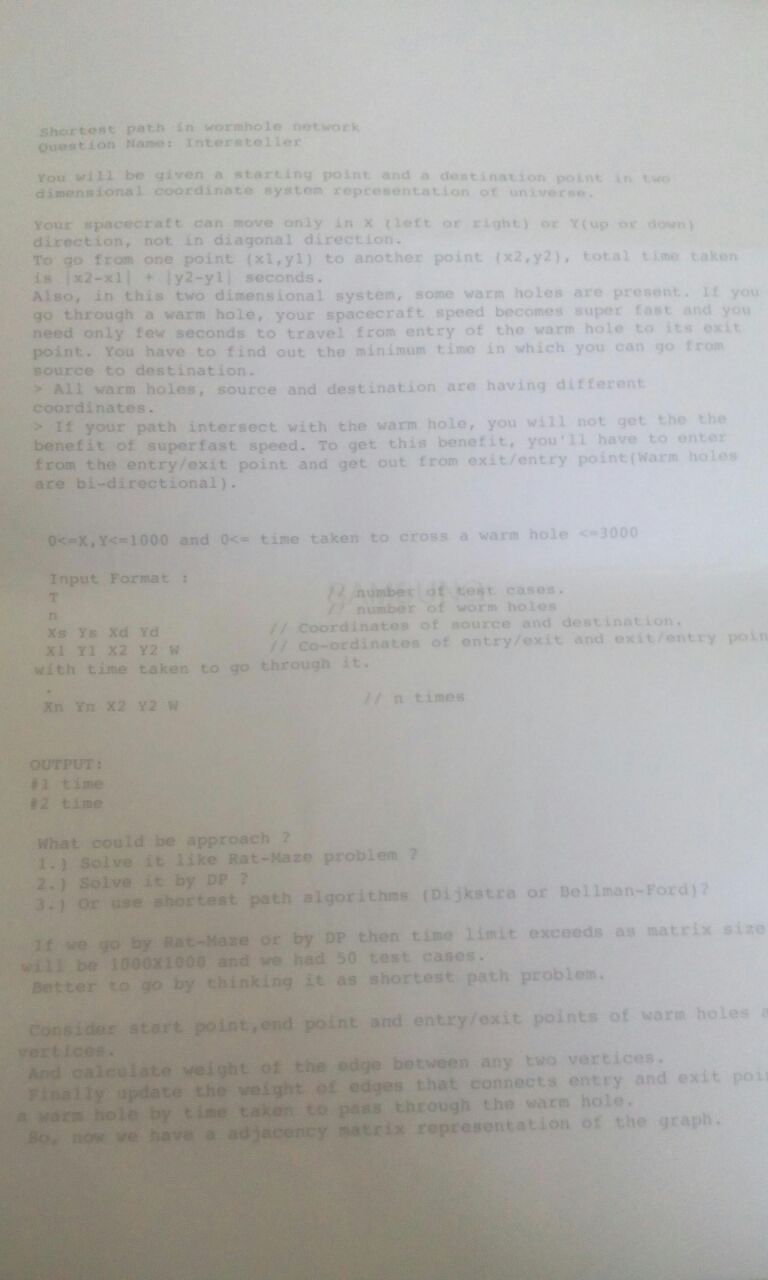 Shortest path in wormhole network
Question Name: Intersteller
You will be given a starting point and a destination point in two
dimensional coordinate system representation of universe.
Your spacecraft can move only in X (left or right) or Y(up or down)
direction, not in diagonal direction.
To go from one point (x1,y1) to another point (x2,y2), total time taken
is |x2-x1| + |y2-y1| seconds.
Also, in this two dimensional system, some warm holes are present. If you
go through a warm hole, your spacecraft speed becomes super fast and you
need only few seconds to travel from entry of the warm hole to its exit
point. You have to find out the minimum time in which you can go from
source to destination.
> All warm holes, source and destination are having different
coordinates.
> If your path intersect with the warm hole, you will not get the the
benefit of superfast speed. To get this benefit, you'll have to enter
from the entry/exit point and get out from exit/entry point(Warm holes
are bi-directional).
0<=X,Y<=1000 and 0<= time taken to cross a warm hole <=3000
Input Format :
SAMSUNG
T // number of test cases.
n // number of worm holes
Xs Ys Xd Yd // Coordinates of source and destination.
X1 Y1 X2 Y2 W // Co-ordinates of entry/exit and exit/entry poin
with time taken to go through it.
.
Xn Yn X2 Y2 W // n times
OUTPUT:
#1 time
#2 time
What could be approach ?
1.) Solve it like Rat-Maze problem ?
2.) Solve it by DP ?
3.) Or use shortest path algorithms (Dijkstra or Bellman-Ford)?
If we go by Rat-Maze or by DP then time limit exceeds as matrix size
will be 1000X1000 and we had 50 test cases.
Better to go by thinking it as shortest path problem.
Consider start point,end point and entry/exit points of warm holes a
vertices.
And calculate weight of the edge between any two vertices.
Finally update the weight of edges that connects entry and exit poi
a warm hole by time taken to pass through the warm hole.
So, now we have a adjacency matrix representation of the graph.